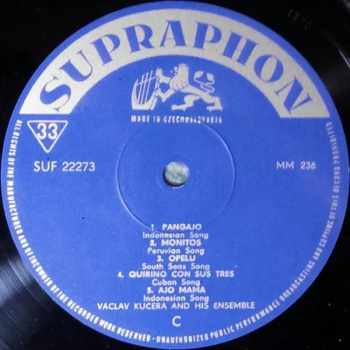 SUPRAPHON
MADE IN CZECHOSLOVAKIA
33
SUF 22273
MM 236
1. PANGAJO
Indonesian Song
2. MONITOS
Peruvian Song
3. OPELU
South Seas Song
4. QUIRINO CON SUS TRES
Cuban Song
5. AJO MAMA
Indonesian Song
VACLAV KUCERA AND HIS ENSEMBLE
C
ALL RIGHTS OF THE MANUFACTURER AND OF THE OWNER OF THE RECORDED WORK RESERVED — UNAUTHORIZED PUBLIC PERFORMANCE BROADCASTING AND COPYING OF THIS RECORD PROHIBITED